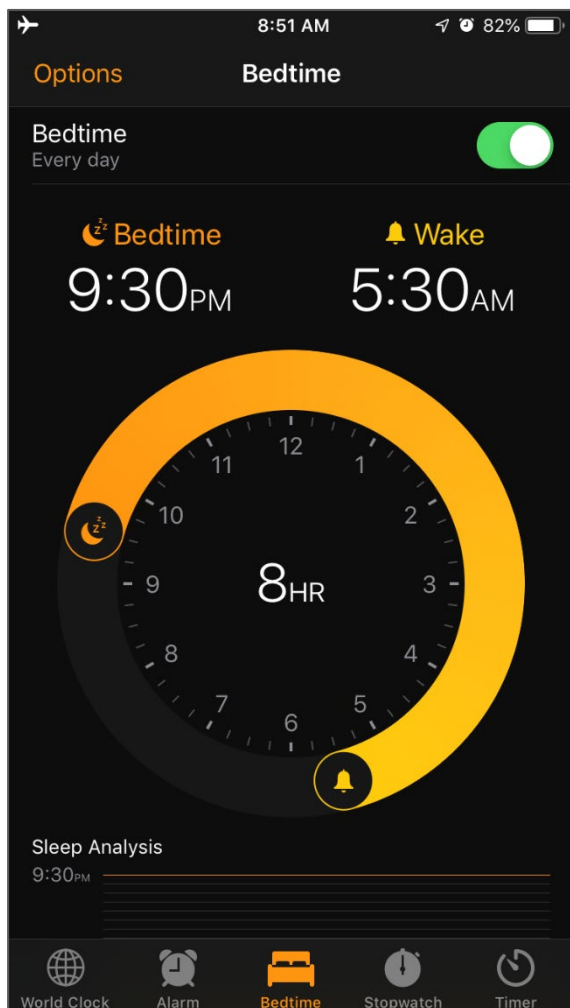 8:51 AM 82%
Options Bedtime
Bedtime
Every day
Bedtime Wake
9:30PM 5:30AM
12
11 1
10 2
9 8HR 3
8 4
7 5
6
Sleep Analysis
9:30PM
World Clock Alarm Bedtime Stopwatch Timer